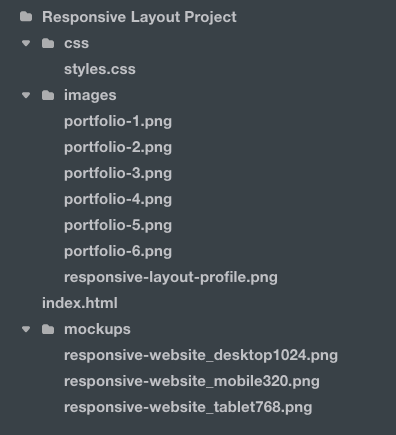 Responsive Layout Project
css
styles.css
images
portfolio-1.png
portfolio-2.png
portfolio-3.png
portfolio-4.png
portfolio-5.png
portfolio-6.png
responsive-layout-profile.png
index.html
mockups
responsive-website_desktop1024.png
responsive-website_mobile320.png
responsive-website_tablet768.png